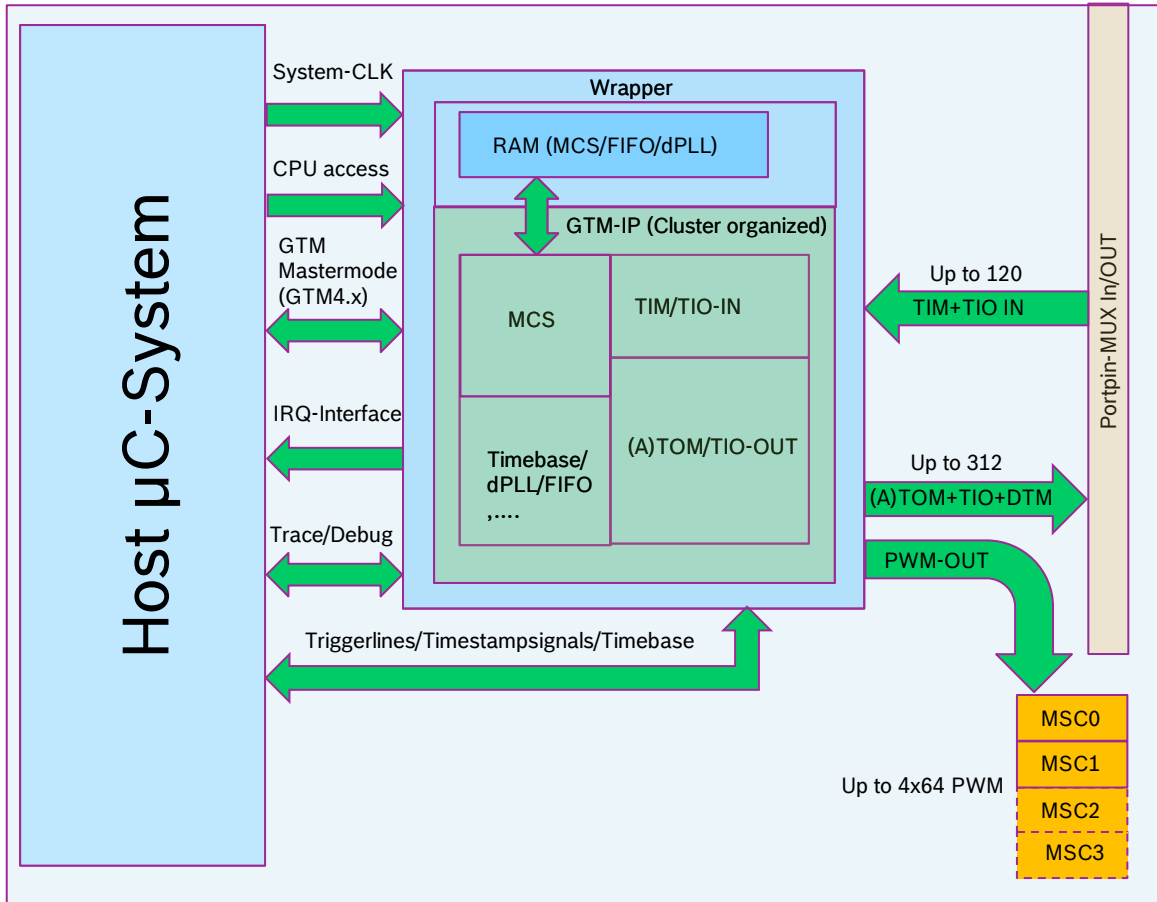 Host µC-System
System-CLK
CPU access
GTM
Mastermode
(GTM4.x)
IRQ-Interface
Trace/Debug
Triggerlines/Timestampsignals/Timebase
Wrapper
RAM (MCS/FIFO/dPLL)
GTM-IP (Cluster organized)
MCS
TIM/TIO-IN
Timebase/
dPLL/FIFO
,....
(A)TOM/TIO-OUT
Up to 120
TIM+TIO IN
Up to 312
(A)TOM+TIO+DTM
PWM-OUT
Portpin-MUX In/OUT
Up to 4x64 PWM
MSC0
MSC1
MSC2
MSC3